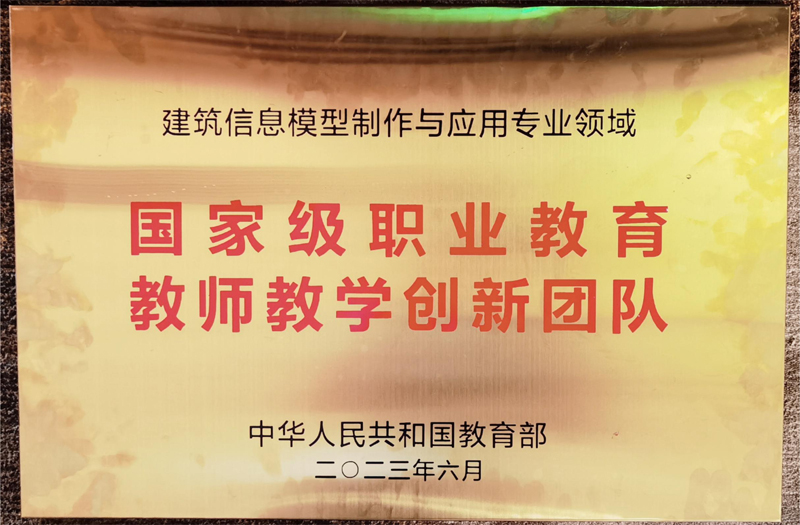 建筑信息模型制作与应用专业领域
国家级职业教育
教师教学创新团队
中华人民共和国教育部
二〇二三年六月